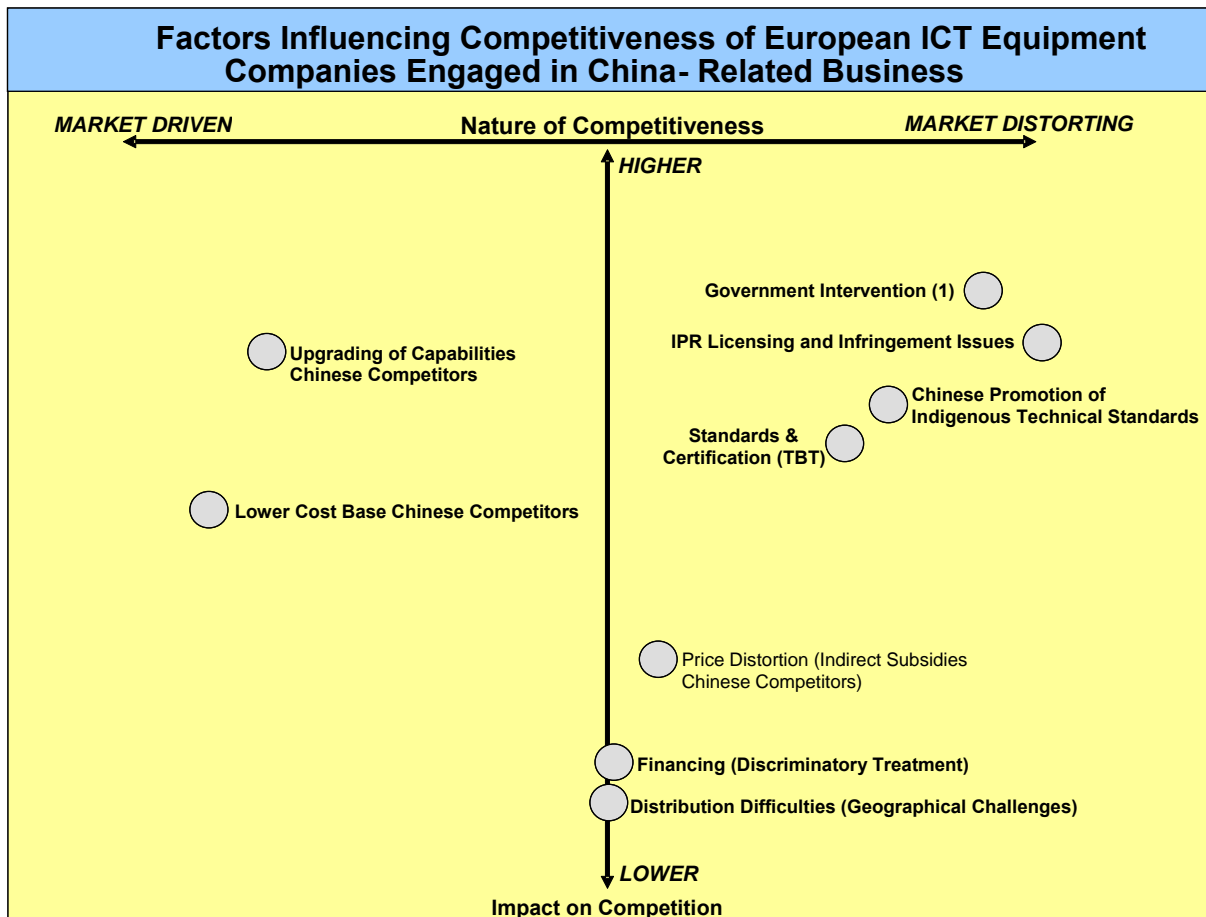 Factors Influencing Competitiveness of European ICT Equipment
Companies Engaged in China- Related Business
MARKET DRIVEN
Nature of Competitiveness
MARKET DISTORTING
HIGHER
Government Intervention (1)
IPR Licensing and Infringement Issues
Upgrading of Capabilities
Chinese Competitors
Chinese Promotion of
Indigenous Technical Standards
Standards &
Certification (TBT)
Lower Cost Base Chinese Competitors
Price Distortion (Indirect Subsidies
Chinese Competitors)
Financing (Discriminatory Treatment)
Distribution Difficulties (Geographical Challenges)
LOWER
Impact on Competition